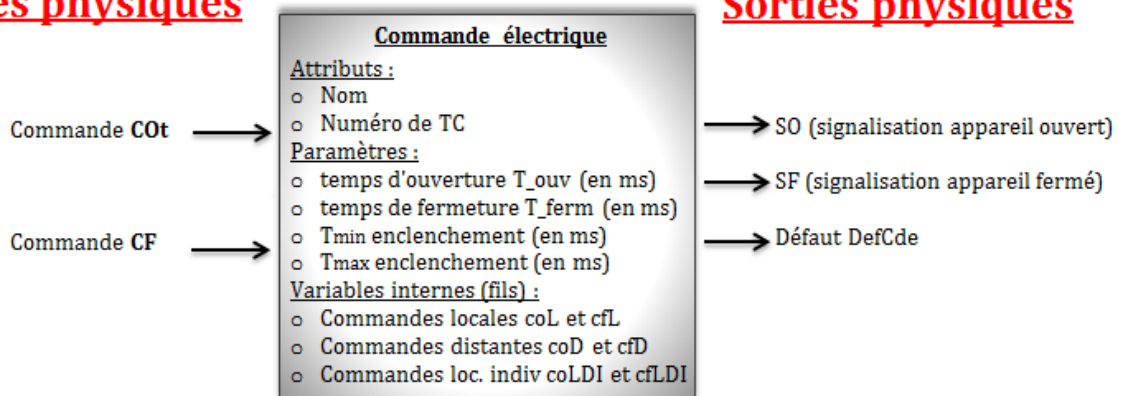 es physiques
Sorties physiques
Commande électrique
Attributs :
o Nom
o Numéro de TC
Paramètres :
o temps d'ouverture T_ouv (en ms)
o temps de fermeture T_ferm (en ms)
o Tmin enclenchement (en ms)
o Tmax enclenchement (en ms)
Variables internes (fils) :
o Commandes locales coL et cfL
o Commandes distantes coD et cfD
o Commandes loc. indiv coLDI et cfLDI
Commande COt
Commande CF
SO (signalisation appareil ouvert)
SF (signalisation appareil fermé)
Défaut DefCde